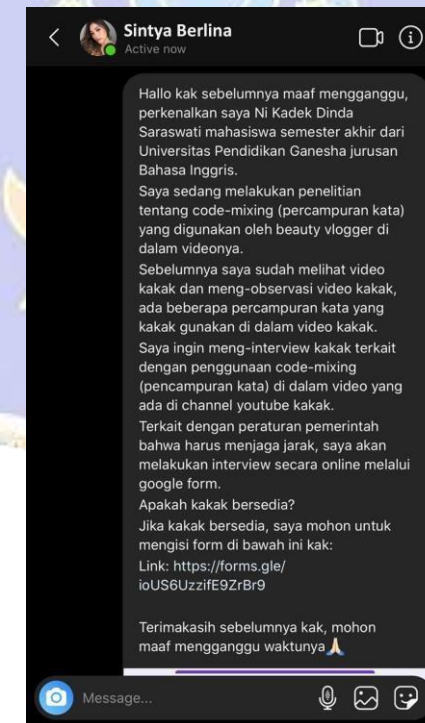 Sintya Berlina
Active now
Hallo kak sebelumnya maaf mengganggu,
perkenalkan saya Ni Kadek Dinda
Saraswati mahasiswa semester akhir dari
Universitas Pendidikan Ganesha jurusan
Bahasa Inggris.
Saya sedang melakukan penelitian
tentang code-mixing (percampuran kata)
yang digunakan oleh beauty vlogger di
dalam videonya.
Sebelumnya saya sudah melihat video
kakak dan meng-observasi video kakak,
ada beberapa percampuran kata yang
kakak gunakan di dalam video kakak.
Saya ingin meng-interview kakak terkait
dengan penggunaan code-mixing
(pencampuran kata) di dalam video yang
ada di channel youtube kakak.
Terkait dengan peraturan pemerintah
bahwa harus menjaga jarak, saya akan
melakukan interview secara online melalui
google form.
Apakah kakak bersedia?
Jika kakak bersedia, saya mohon untuk
mengisi form di bawah ini kak:
Link: https://forms.gle/
ioUS6UzzifE9ZrBr9
Terimakasih sebelumnya kak, mohon
maaf mengganggu waktunya🙏🏻
Message...